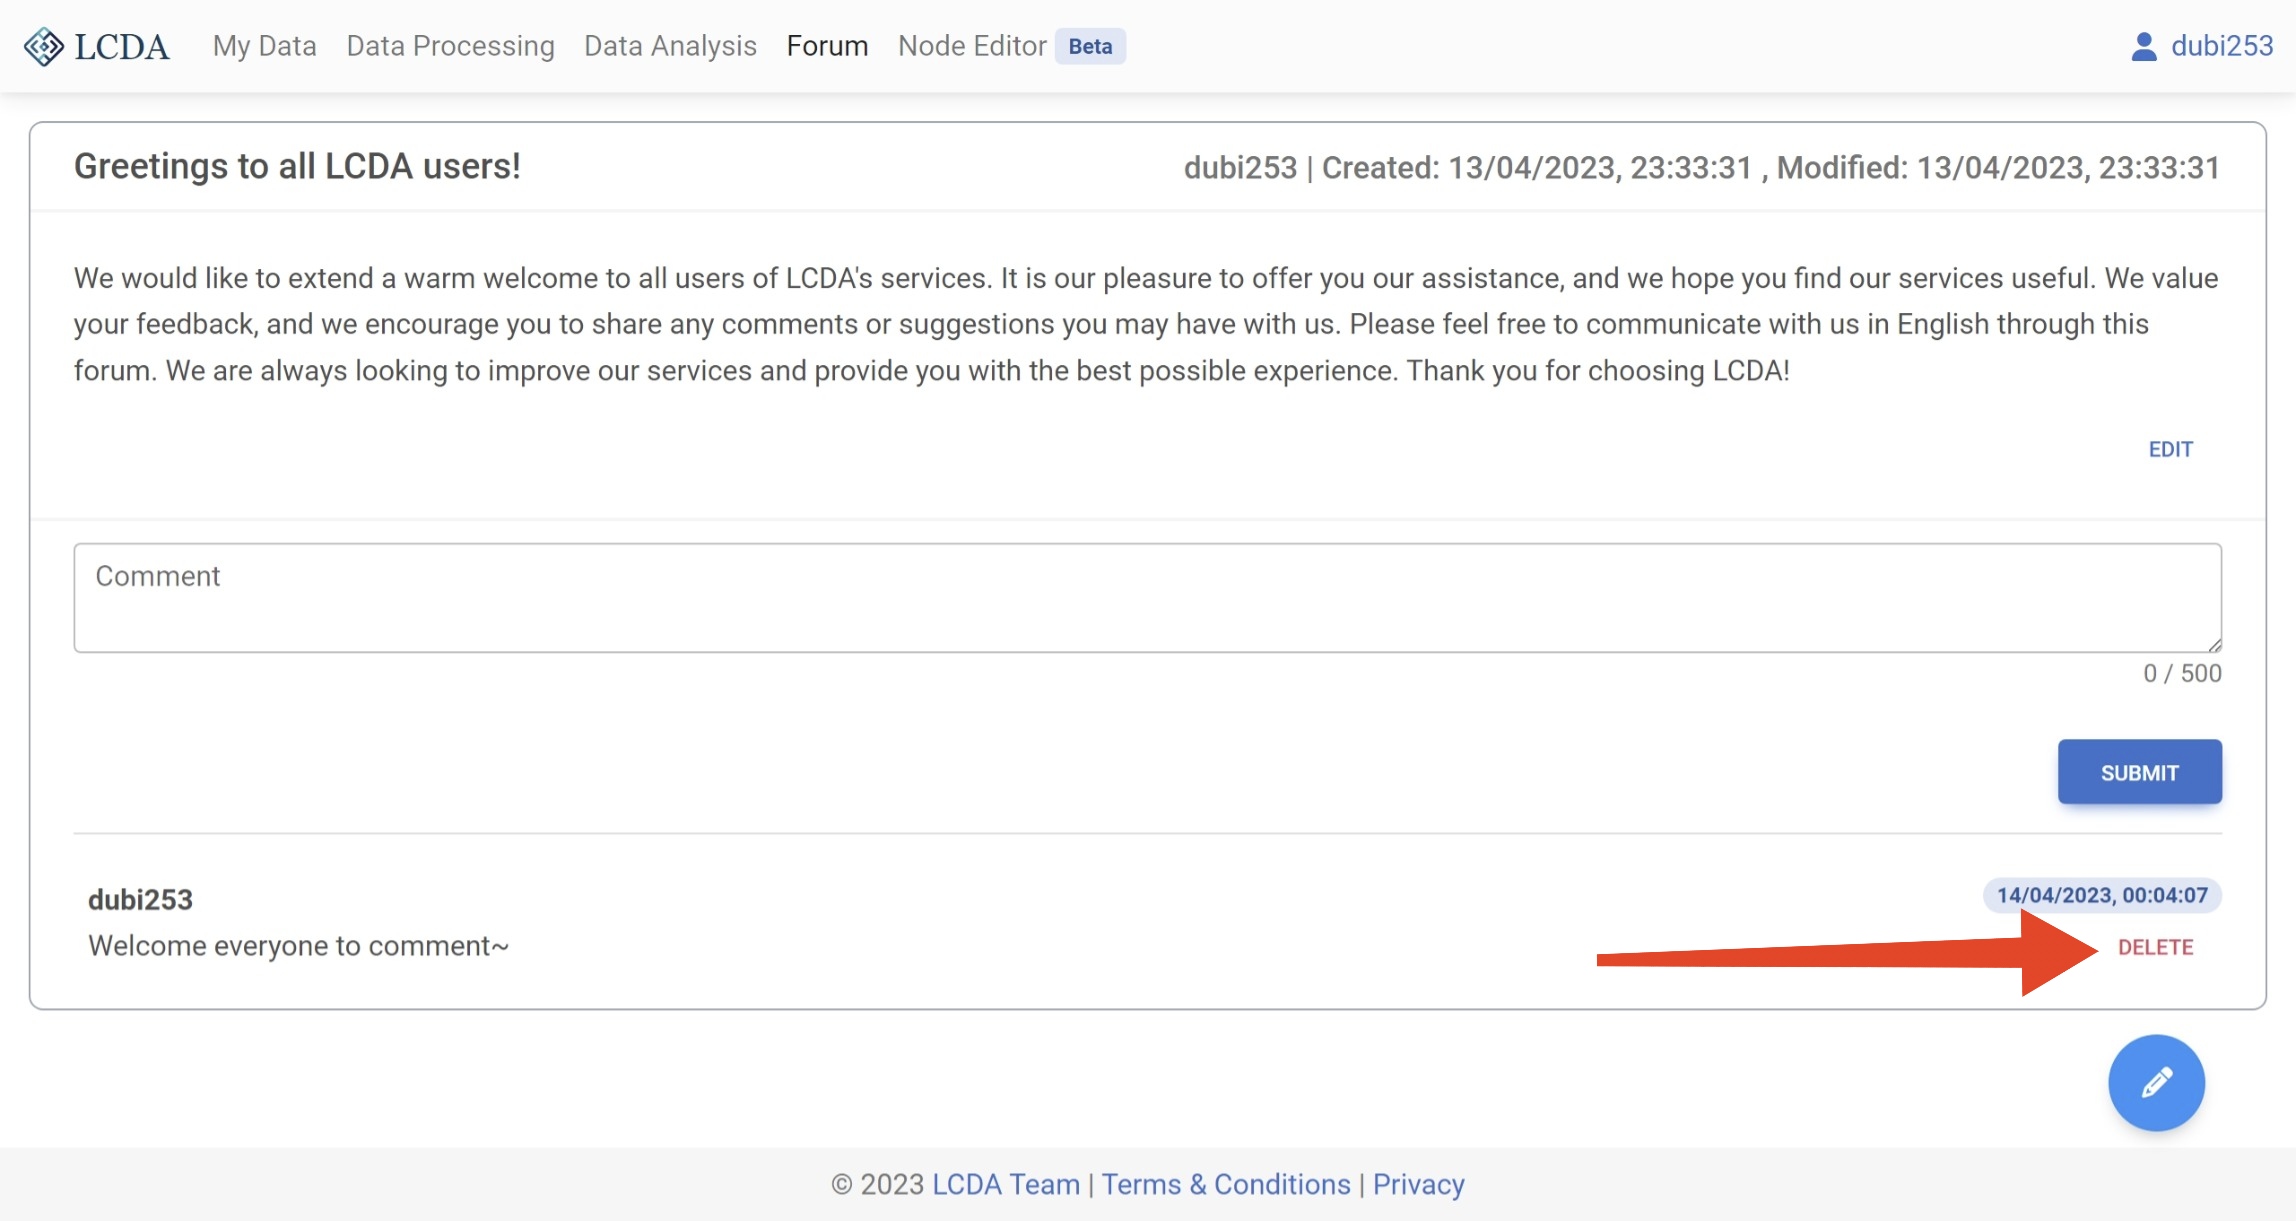 LCDA My Data Data Processing Data Analysis Forum Node Editor Beta dubi253
Greetings to all LCDA users! dubi253 | Created: 13/04/2023, 23:33:31 , Modified: 13/04/2023, 23:33:31
We would like to extend a warm welcome to all users of LCDA's services. It is our pleasure to offer you our assistance, and we hope you find our services useful. We value
your feedback, and we encourage you to share any comments or suggestions you may have with us. Please feel free to communicate with us in English through this
forum. We are always looking to improve our services and provide you with the best possible experience. Thank you for choosing LCDA!
EDIT
Comment
0 / 500
SUBMIT
dubi253 14/04/2023, 00:04:07
Welcome everyone to comment~ DELETE
© 2023 LCDA Team | Terms & Conditions | Privacy